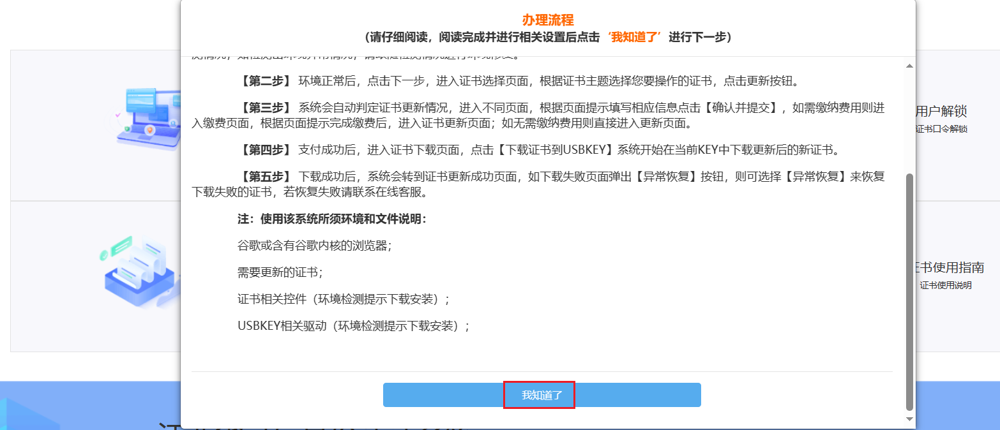 办理流程
（请仔细阅读，阅读完成并进行相关设置后点击‘我知道了’进行下一步）
【第二步】 环境正常后，点击下一步，进入证书选择页面，根据证书主题选择您要操作的证书，点击更新按钮。
【第三步】 系统会自动判定证书更新情况，进入不同页面，根据页面提示填写相应信息点击【确认并提交】，如需缴纳费用则进
入缴费页面，根据页面提示完成缴费后，进入证书更新页面；如无需缴纳费用则直接进入更新页面。
【第四步】 支付成功后，进入证书下载页面，点击【下载证书到USBKEY】系统开始在当前KEY中下载更新后的新证书。
【第五步】 下载成功后，系统会转到证书更新成功页面，如下载失败页面弹出【异常恢复】按钮，则可选择【异常恢复】来恢复
下载失败的证书，若恢复失败请联系在线客服。
注：使用该系统所须环境和文件说明：
谷歌或含有谷歌内核的浏览器；
需要更新的证书；
证书相关控件（环境检测提示下载安装）；
USBKEY相关驱动（环境检测提示下载安装）；
我知道了
用户解锁
证书口令解锁
证书使用指南
证书使用说明